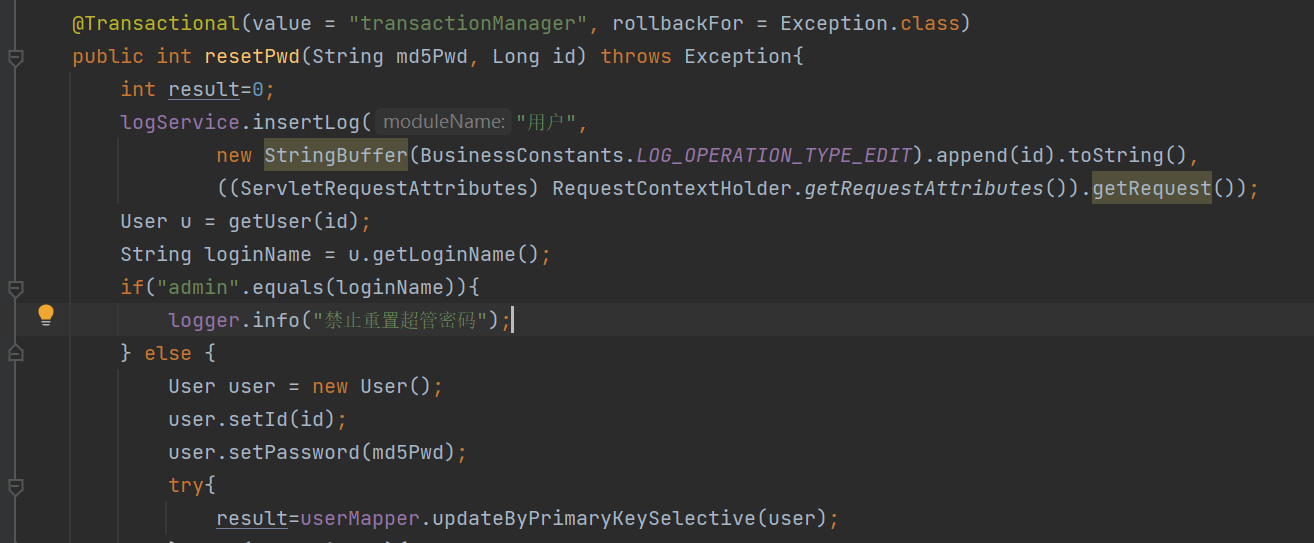 @Transactional(value = "transactionManager", rollbackFor = Exception.class)
public int resetPwd(String md5Pwd, Long id) throws Exception{
int result=0;
logService.insertLog( moduleName: "用户",
new StringBuffer(BusinessConstants.LOG_OPERATION_TYPE_EDIT).append(id).toString(),
((ServletRequestAttributes) RequestContextHolder.getRequestAttributes()).getRequest());
User u = getUser(id);
String loginName = u.getLoginName();
if("admin".equals(loginName)){
logger.info("禁止重置超管密码");
} else {
User user = new User();
user.setId(id);
user.setPassword(md5Pwd);
try{
result=userMapper.updateByPrimaryKeySelective(user);